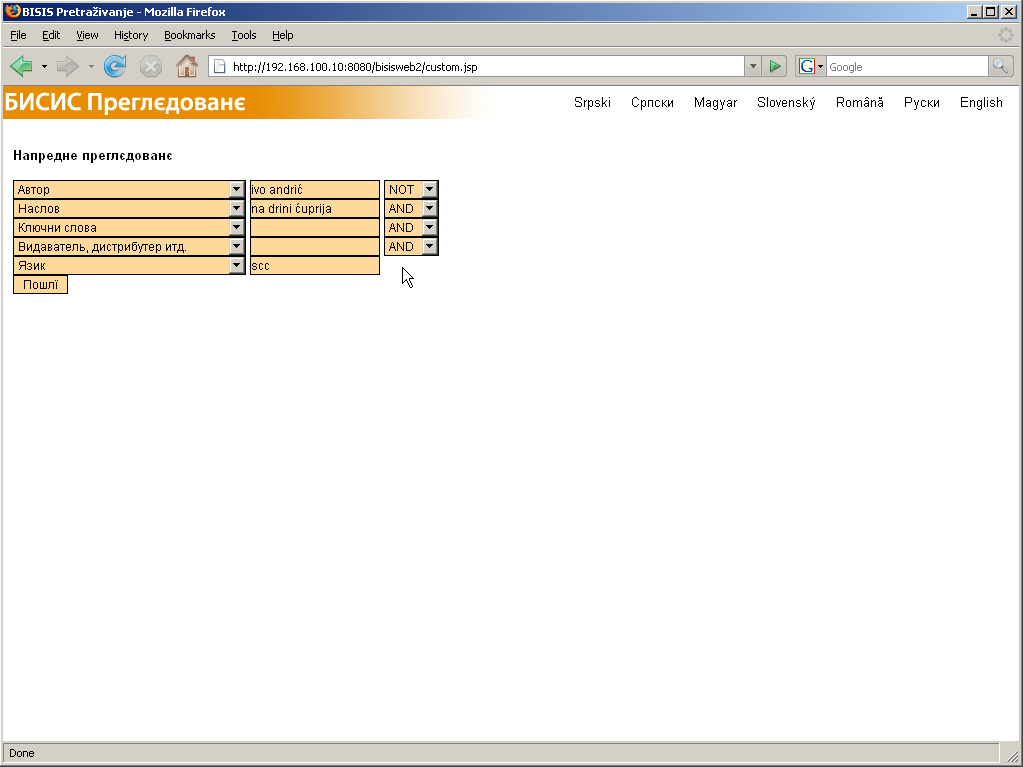 BISIS Pretraživanje - Mozilla Firefox
File Edit View History Bookmarks Tools Help
http://192.168.100.10:8080/bisisweb2/custom.jsp G Google
БИСИС Преглєдованє Srpski Српски Magyar Slovenský Română Руски English
Напредне преглєдованє
Автор ivo andrić NOT
Наслов na drini ćuprija AND
Ключни слова AND
Видаватель, дистрибутер итд. AND
Язик scc
Пошлї
Done